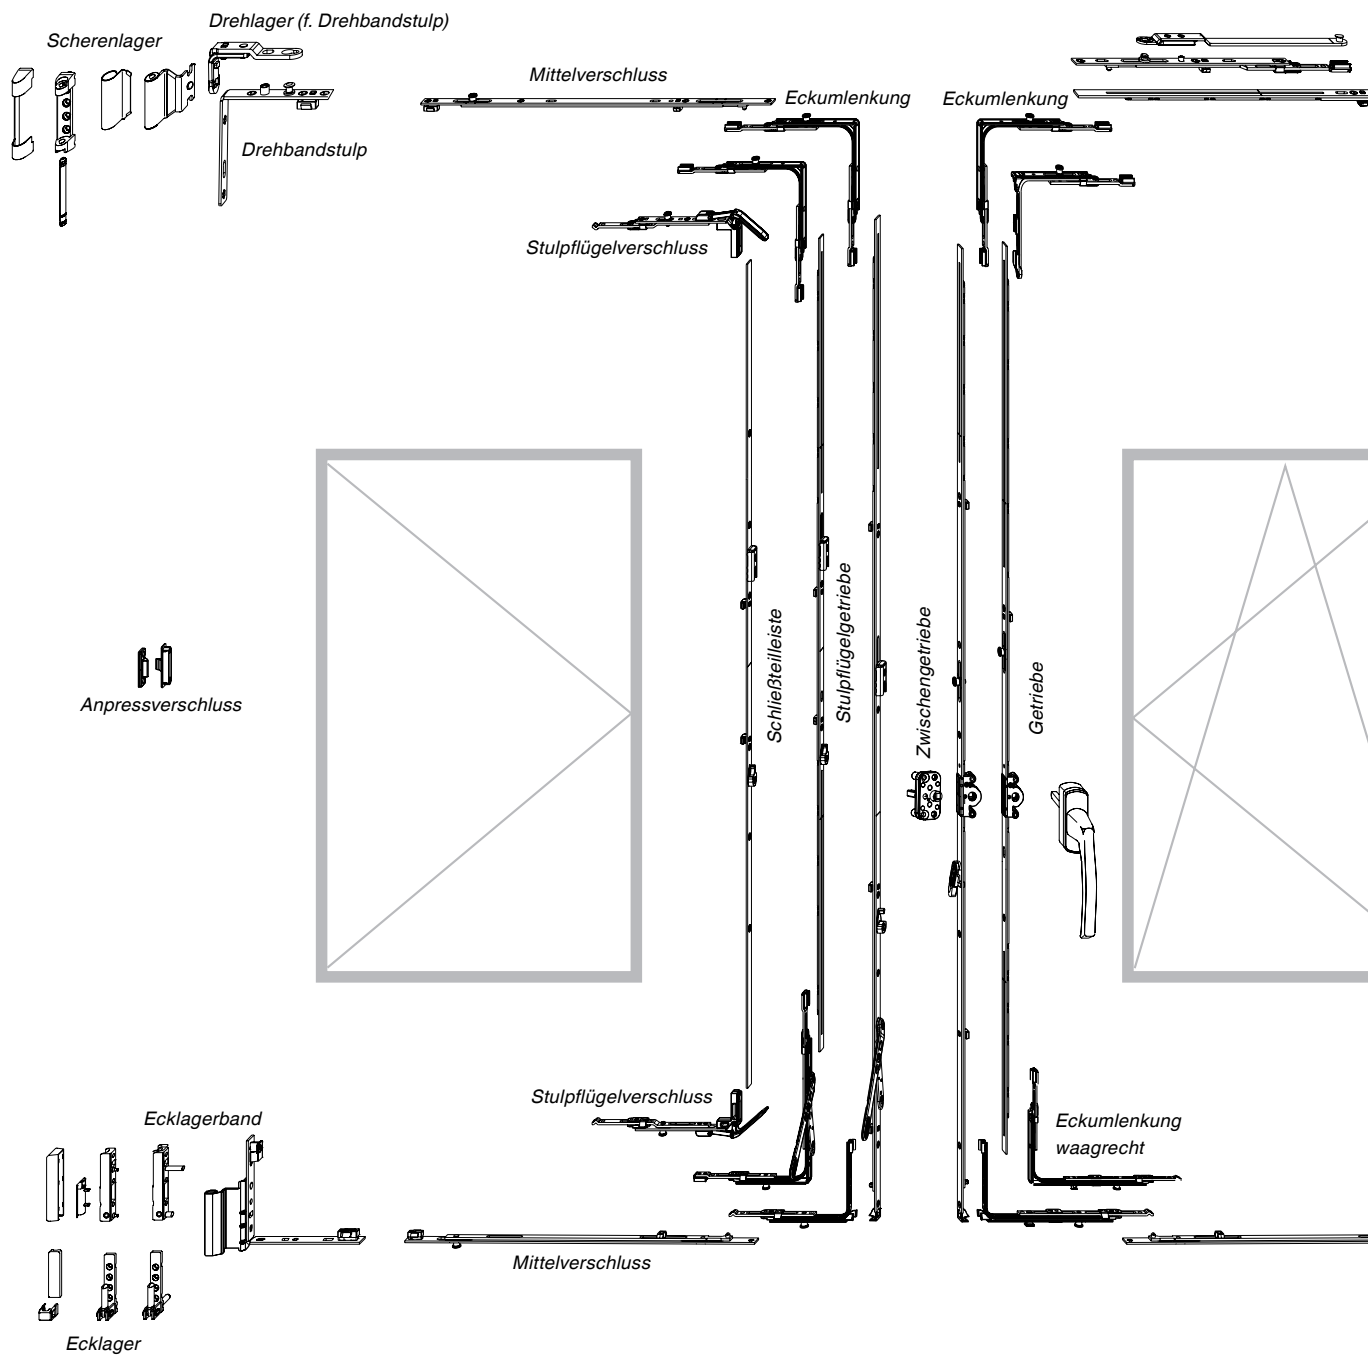 Drehlager (f. Drehbandstulp)
Scherenlager
Mittelverschluss
Eckumlenkung
Eckumlenkung
Drehbandstulp
Stulpflügelverschluss
Schließteilleiste
Stulpflügelgetriebe
Zwischengetriebe
Getriebe
Anpressverschluss
Stulpflügelverschluss
Ecklagerband
Eckumlenkung
waagrecht
Mittelverschluss
Ecklager